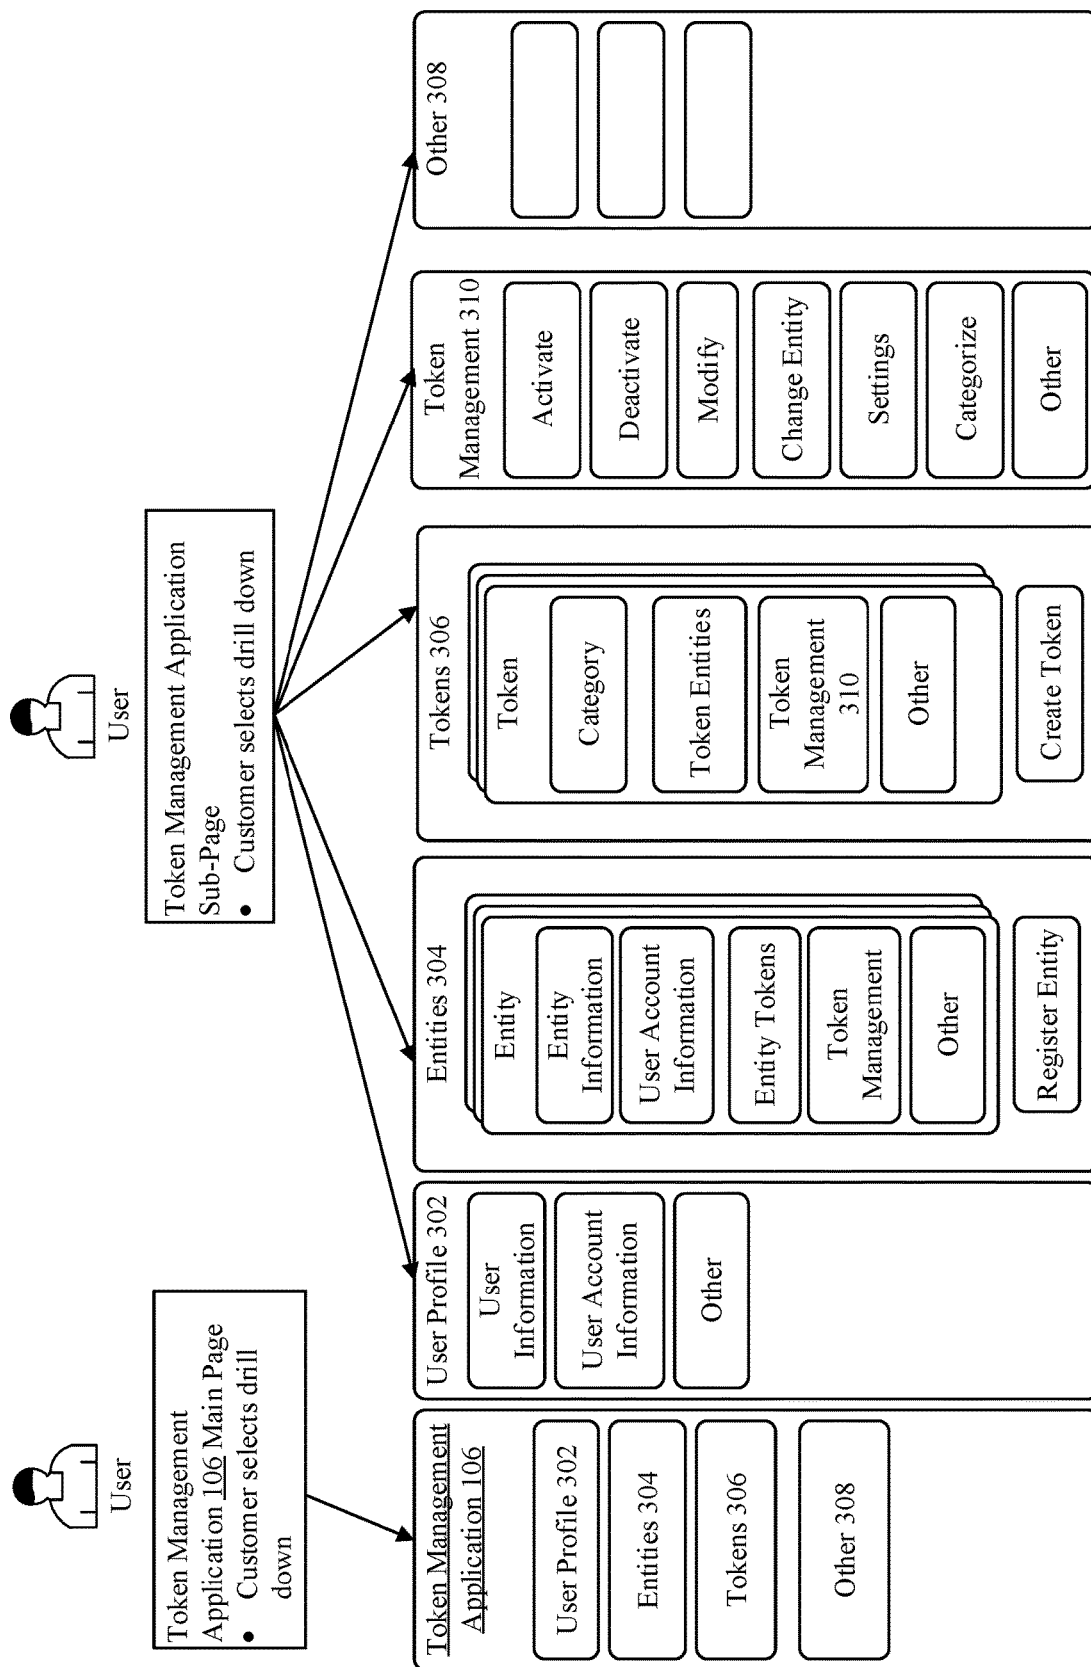 User
Token Management
Application 106 Main Page
• Customer selects drill
down
User
Token Management Application
Sub-Page
• Customer selects drill down
Token Management
Application 106
User Profile 302
Entities 304
Tokens 306
Other 308
User Profile 302
User
Information
User Account
Information
Other
Entities 304
Entity
Entity
Information
User Account
Information
Entity Tokens
Token
Management
Other
Register Entity
Tokens 306
Token
Category
Token Entities
Token
Management
310
Other
Create Token
Token
Management 310
Activate
Deactivate
Modify
Change Entity
Settings
Categorize
Other
Other 308